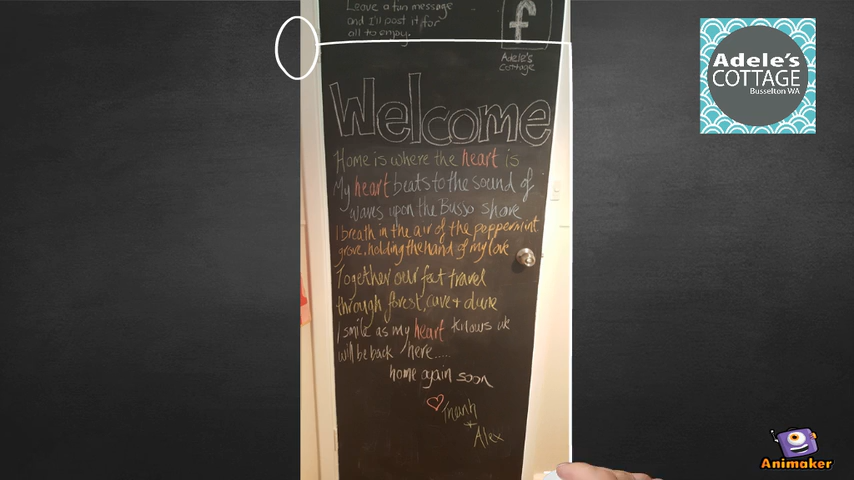 Leave a fun message
and I'll post it for
all to enjoy.
f
Adele's
Cottage
Adele's
COTTAGE
Busselton WA
Welcome
Home is where the heart is
My heart beats to the sound of
waves upon the Busso shore
I breath in the air of the peppermint
grove, holding the hand of my love
Together our feet travel
through forest, cave + dune
I smile as my heart knows we
will be back here....
home again soon
Trunh
+
Alex
Animaker